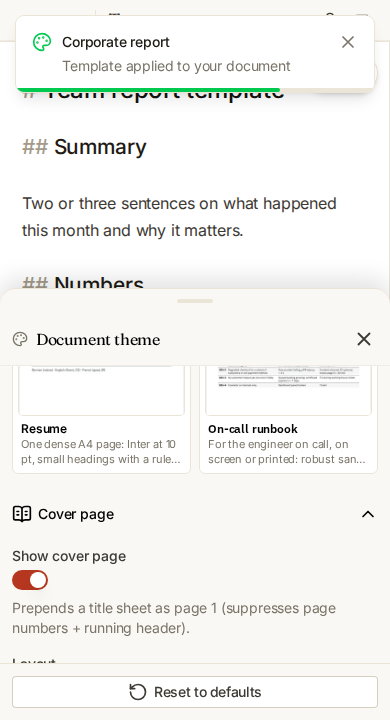 Corporate report
Template applied to your document
# Team report template
## Summary
Two or three sentences on what happened
this month and why it matters.
## Numbers
Document theme
Resume
One dense A4 page: Inter at 10
pt, small headings with a rule...
On-call runbook
For the engineer on call, on
screen or printed: robust san...
Cover page
Show cover page
Prepends a title sheet as page 1 (suppresses page
numbers + running header).
Layout
Reset to defaults